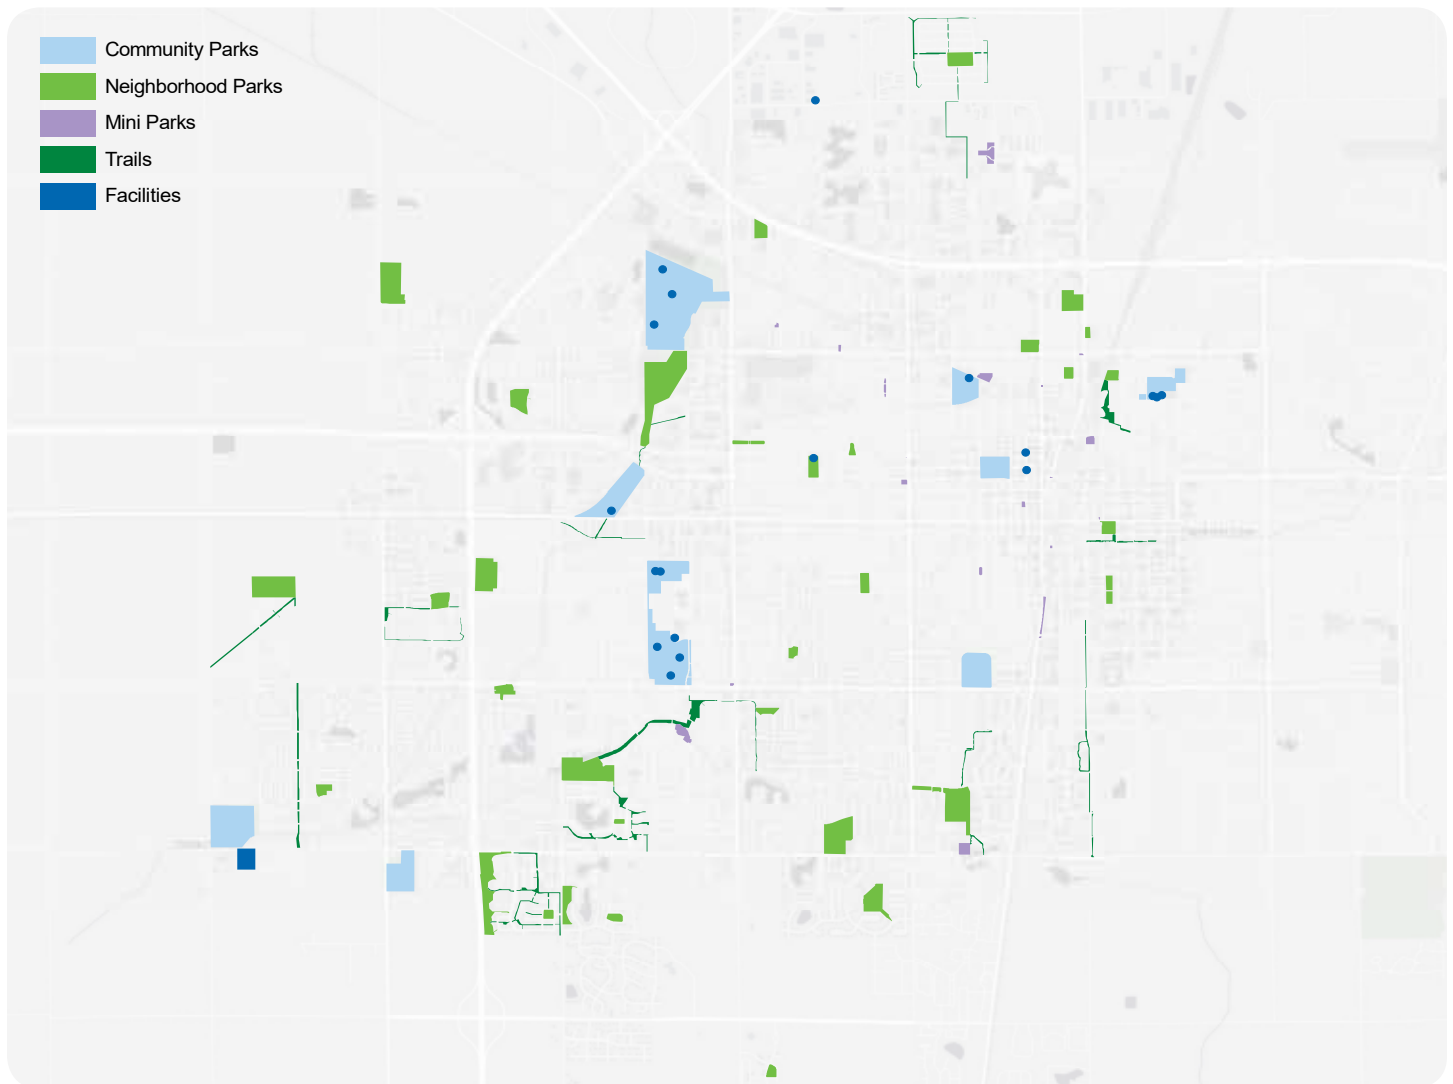 Community Parks
Neighborhood Parks
Mini Parks
Trails
Facilities